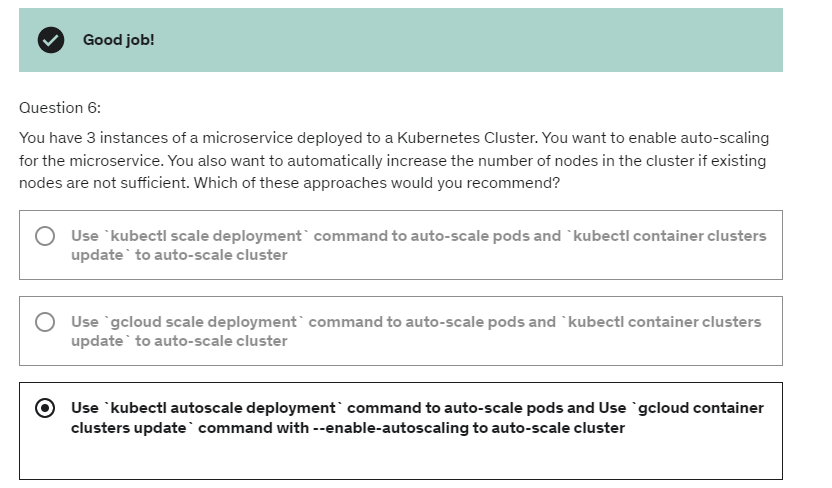 Good job!
Question 6:
You have 3 instances of a microservice deployed to a Kubernetes Cluster. You want to enable auto-scaling
for the microservice. You also want to automatically increase the number of nodes in the cluster if existing
nodes are not sufficient. Which of these approaches would you recommend?
Use `kubectl scale deployment` command to auto-scale pods and `kubectl container clusters
update` to auto-scale cluster
Use `gcloud scale deployment` command to auto-scale pods and `kubectl container clusters
update` to auto-scale cluster
Use `kubectl autoscale deployment` command to auto-scale pods and Use `gcloud container
clusters update` command with --enable-autoscaling to auto-scale cluster